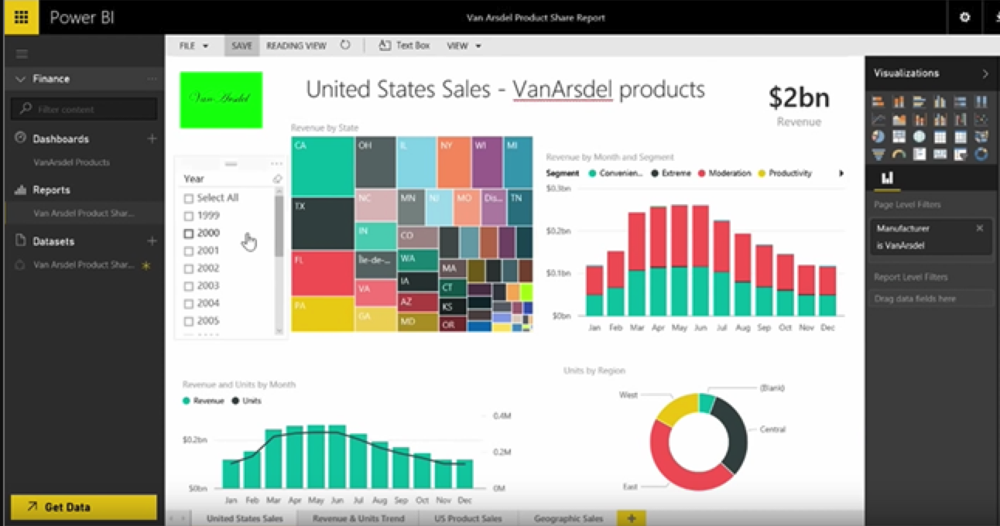 Power BI
Van Arsdel Product Share Report
FILE SAVE READING VIEW Text Box VIEW
Finance
Filter content
Dashboards
VanArsdel Products
Reports
Van Arsdel Product Shar...
Datasets
Van Arsdel Product Shar...
Get Data
Van Arsdel
United States Sales - VanArsdel products
$2bn
Revenue
Year
Select All
1999
2000
2001
2002
2003
2004
2005
Revenue by State
CA OH IL NY WI MI
TX NC MN NJ MO Dis... TN
IN CO
FL Île-de-... WA MA
VA IA CT
PA AZ KS
GA MD OR
Revenue by Month and Segment
Segment Convenien... Extreme Moderation Productivity
$0.3bn
$0.2bn
$0.1bn
$0bn
Jan Feb Mar Apr May Jun Jul Aug Sep Oct Nov Dec
Revenue and Units by Month
Revenue Units
0.4M
$0.2bn
0.2M
$0bn 0M
Jan Feb Mar Apr May Jun Jul Aug Sep Oct Nov Dec
Units by Region
(Blank)
West
Central
East
United States Sales Revenue & Units Trend US Product Sales Geographic Sales
Visualizations
Page Level Filters
Manufacturer
is VanArsdel
Report Level Filters
Drag data fields here